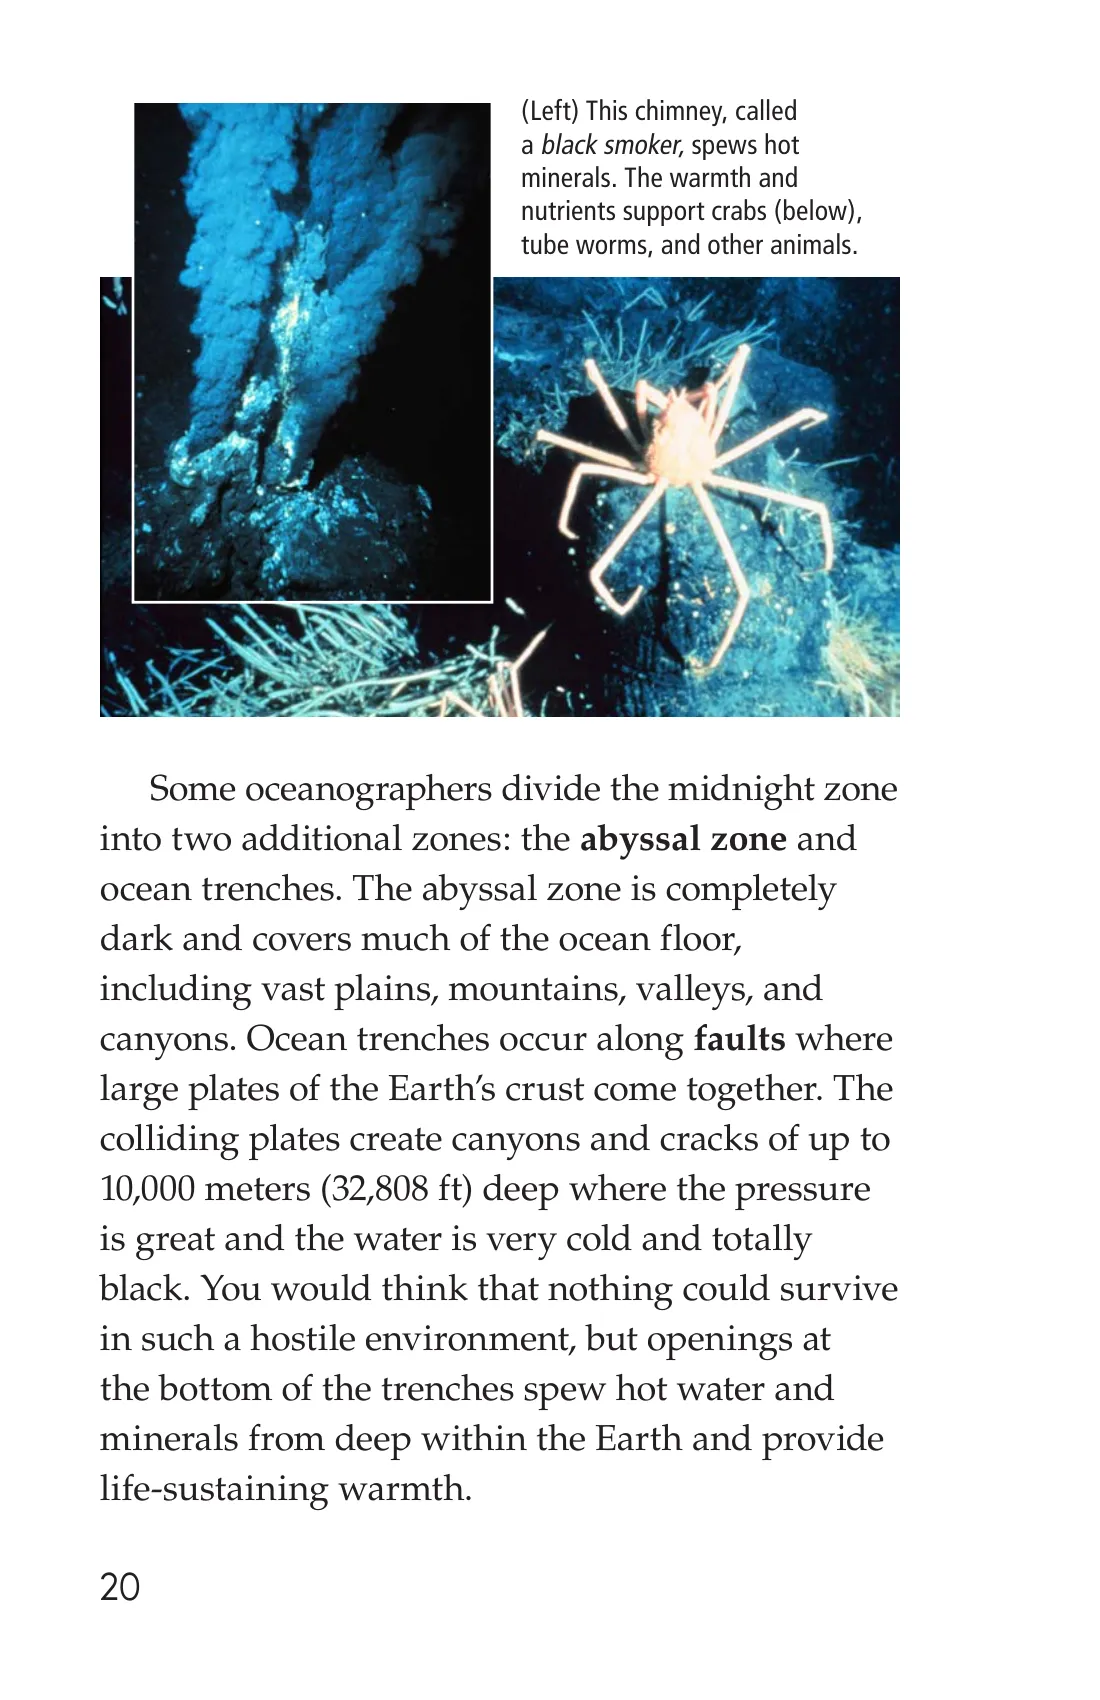 (Left) This chimney, called
a black smoker, spews hot
minerals. The warmth and
nutrients support crabs (below),
tube worms, and other animals.
Some oceanographers divide the midnight zone
into two additional zones: the abyssal zone and
ocean trenches. The abyssal zone is completely
dark and covers much of the ocean floor,
including vast plains, mountains, valleys, and
canyons. Ocean trenches occur along faults where
large plates of the Earth’s crust come together. The
colliding plates create canyons and cracks of up to
10,000 meters (32,808 ft) deep where the pressure
is great and the water is very cold and totally
black. You would think that nothing could survive
in such a hostile environment, but openings at
the bottom of the trenches spew hot water and
minerals from deep within the Earth and provide
life-sustaining warmth.
20